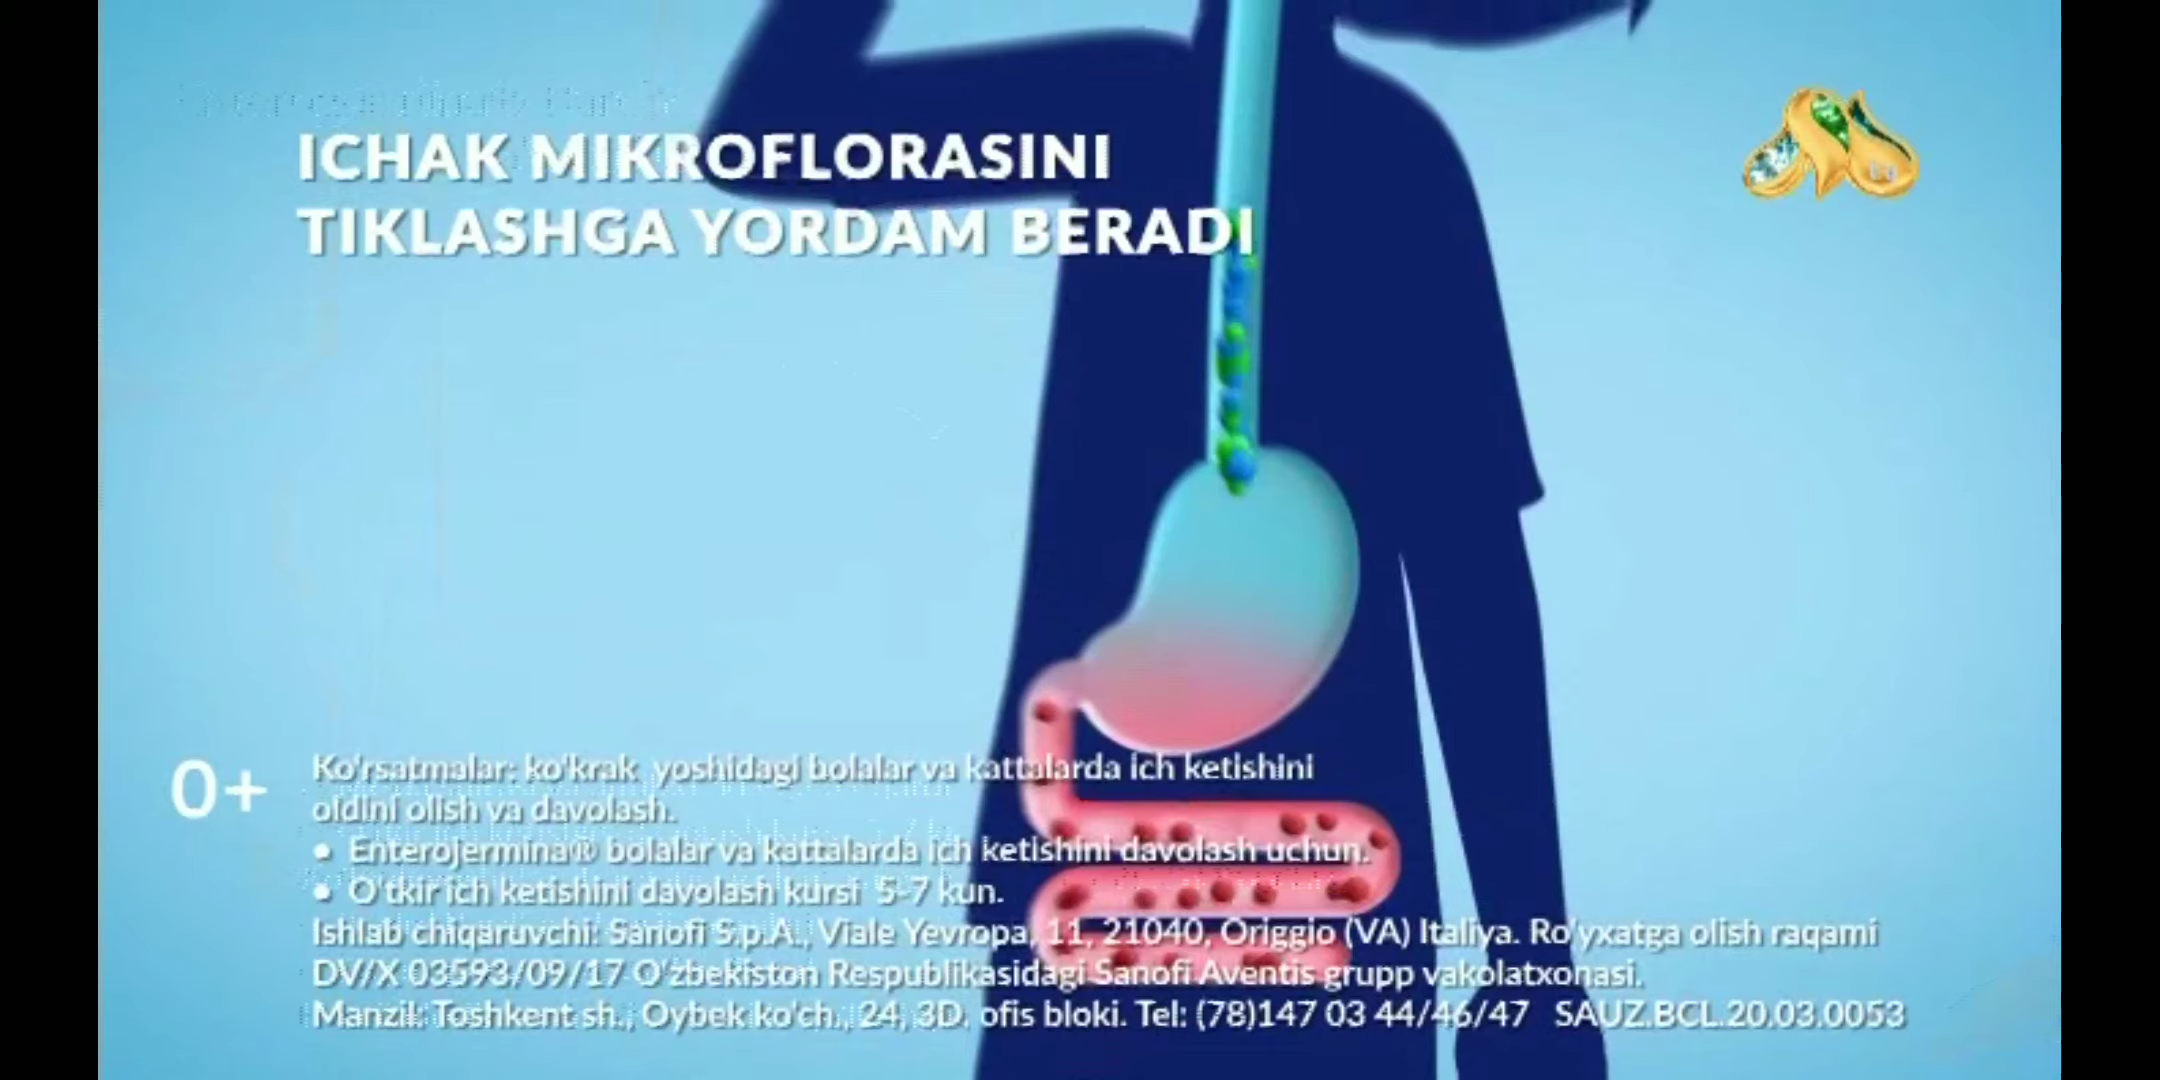 ICHAK MIKROFLORASINI
TIKLASHGA YORDAM BERADI
0+
Ko'rsatmalar: ko'krak yoshidagi bolalar va kattalarda ich ketishini
oldini olish va davolash.
• Enterojermina® bolalar va kattalarda ich ketishini davolash uchun.
• O'tkir ich ketishini davolash kursi 5-7 kun.
Ishlab chiqaruvchi: Sanofi S.p.A., Viale Yevropa, 11, 21040, Origgio (VA) Italiya. Ro'yxatga olish raqami
DV/X 03593/09/17 O'zbekiston Respublikasidagi Sanofi Aventis grupp vakolatxonasi.
Manzil: Toshkent sh., Oybek ko'ch., 24, 3D. ofis bloki. Tel: (78)147 03 44/46/47 SAUZ.BCL.20.03.0053